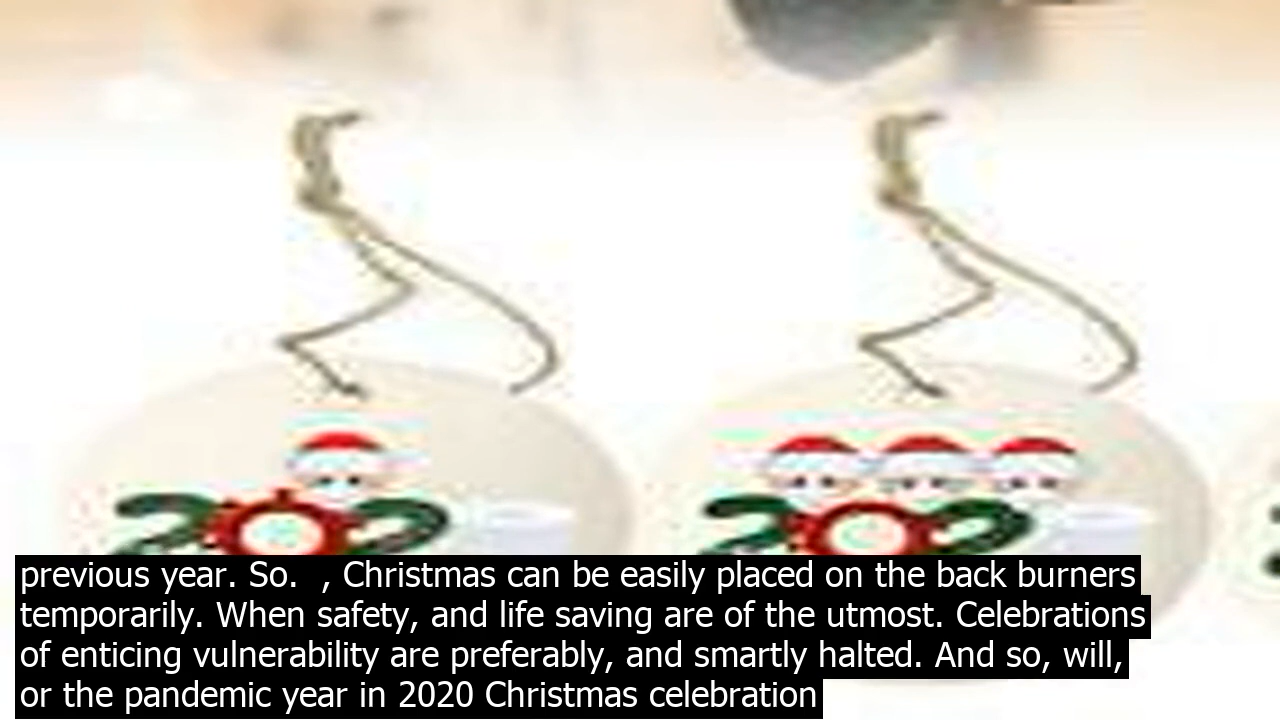 202
202
previous year. So.  , Christmas can be easily placed on the back burners
temporarily. When safety, and life saving are of the utmost. Celebrations
of enticing vulnerability are preferably, and smartly halted. And so, will,
or the pandemic year in 2020 Christmas celebration